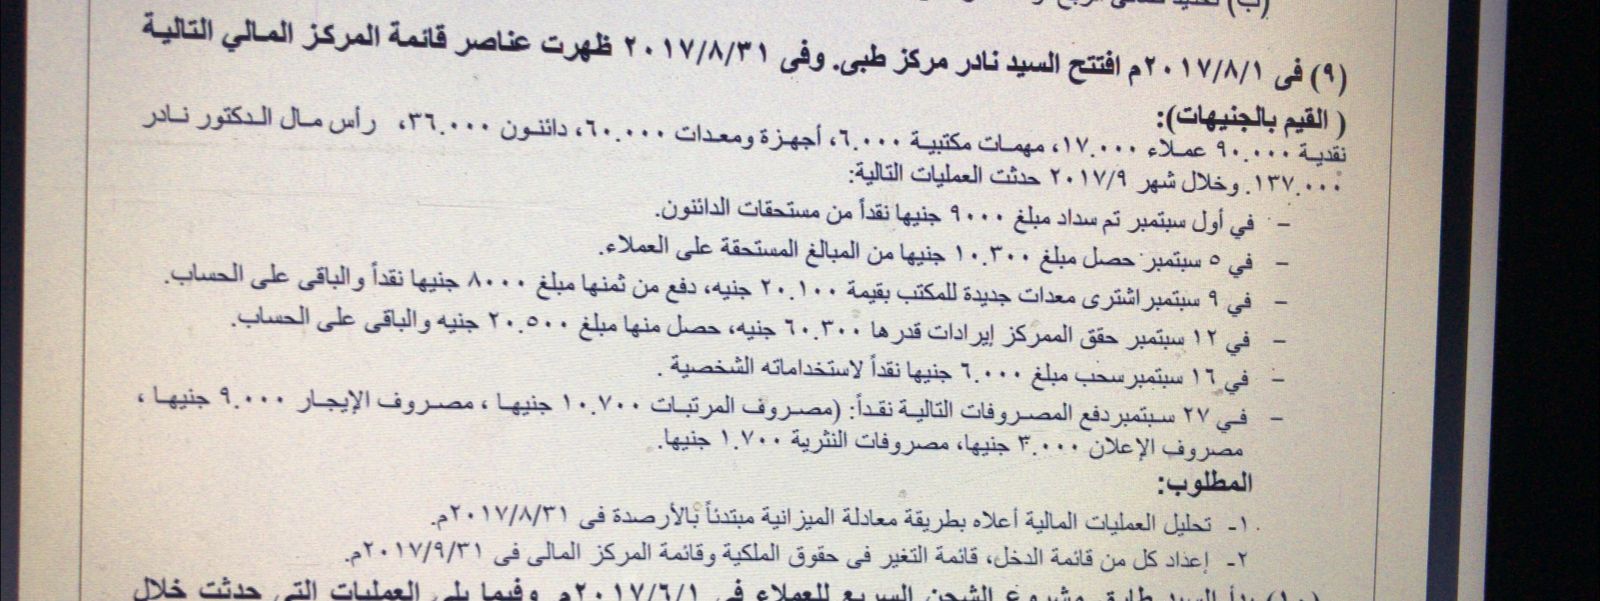 (٩) فى ٢٠١٧/٨/١م افتتح السيد نادر مركز طبى. وفى ٢٠١٧/٨/٣١ ظهرت عناصر قائمة المركز المالي التالية
( القيم بالجنيهات):
نقدية ٩٠.٠٠٠ عملاء ١٧.٠٠٠، مهمات مكتبية ٦.٠٠٠، أجهزة ومعدات ٦٠.٠٠٠، دائنون ٣٦.٠٠٠، رأس مال الدكتور نادر
١٣٧.٠٠٠. وخلال شهر ٢٠١٧/٩ حدثت العمليات التالية:
- في أول سبتمبر تم سداد مبلغ ٩٠٠٠ جنيها نقداً من مستحقات الدائنون.
- في ٥ سبتمبر حصل مبلغ ١٠.٣٠٠ جنيها من المبالغ المستحقة على العملاء.
- في ٩ سبتمبر اشترى معدات جديدة للمكتب بقيمة ٢٠.١٠٠ جنيه، دفع من ثمنها مبلغ ٨٠٠٠ جنيها نقداً والباقى على الحساب.
- في ١٢ سبتمبر حقق الممركز إيرادات قدرها ٦٠.٣٠٠ جنيه، حصل منها مبلغ ٢٠.٥٠٠ جنيه والباقى على الحساب.
- في ١٦ سبتمبرسحب مبلغ ٦.٠٠٠ جنيها نقداً لاستخداماته الشخصية .
- في ٢٧ سبتمبردفع المصروفات التالية نقداً: (مصروف المرتبات ١٠.٧٠٠ جنيها ، مصروف الإيجار ٩.٠٠٠ جنيها ،
مصروف الإعلان ٣.٠٠٠ جنيها، مصروفات النثرية ١.٧٠٠ جنيها.
المطلوب:
١- تحليل العمليات المالية أعلاه بطريقة معادلة الميزانية مبتدئاً بالأرصدة فى ٢٠١٧/٨/٣١م.
٢- إعداد كل من قائمة الدخل، قائمة التغير فى حقوق الملكية وقائمة المركز المالى فى ٢٠١٧/٩/٣١م.
(١٠) بدأ السيد طارق مشروع الشحن السريع للعملاء فى ٢٠١٧/٦/١م وفيما يلى العمليات التى حدثت خلال